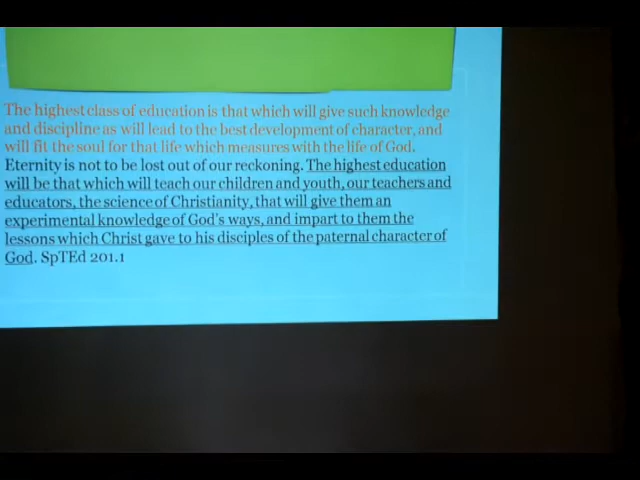 The highest class of education is that which will give such knowledge
and discipline as will lead to the best development of character, and
will fit the soul for that life which measures with the life of God.
Eternity is not to be lost out of our reckoning. The highest education
will be that which will teach our children and youth, our teachers and
educators, the science of Christianity, that will give them an
experimental knowledge of God's ways, and impart to them the
lessons which Christ gave to his disciples of the paternal character of
God. SpTEd 201.1